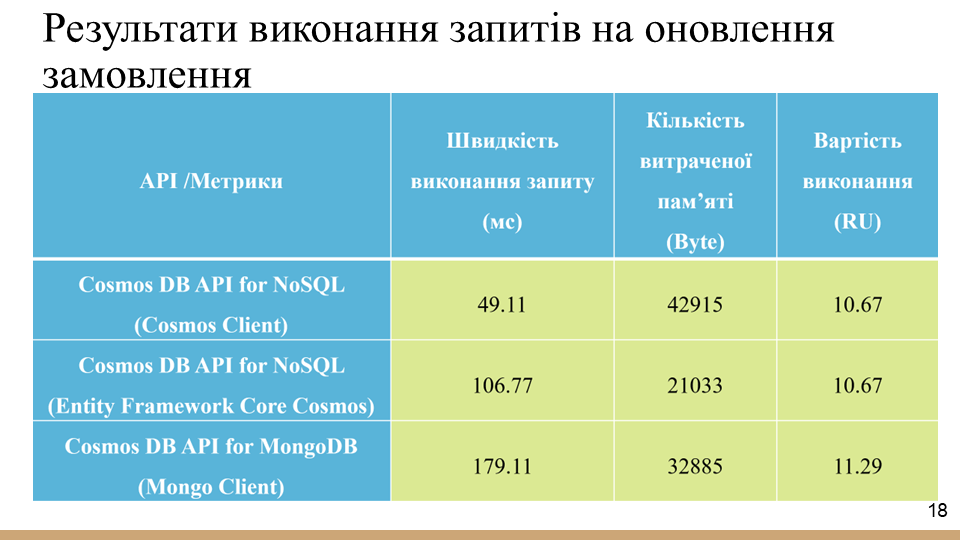 Результати виконання запитів на оновлення
замовлення
API /Метрики
Швидкість
виконання запиту
(мс)
Кількість
витраченої
пам’яті
(Byte)
Вартість
виконання
(RU)
Cosmos DB API for NoSQL
(Cosmos Client)
49.11
42915
10.67
Cosmos DB API for NoSQL
(Entity Framework Core Cosmos)
106.77
21033
10.67
Cosmos DB API for MongoDB
(Mongo Client)
179.11
32885
11.29
18